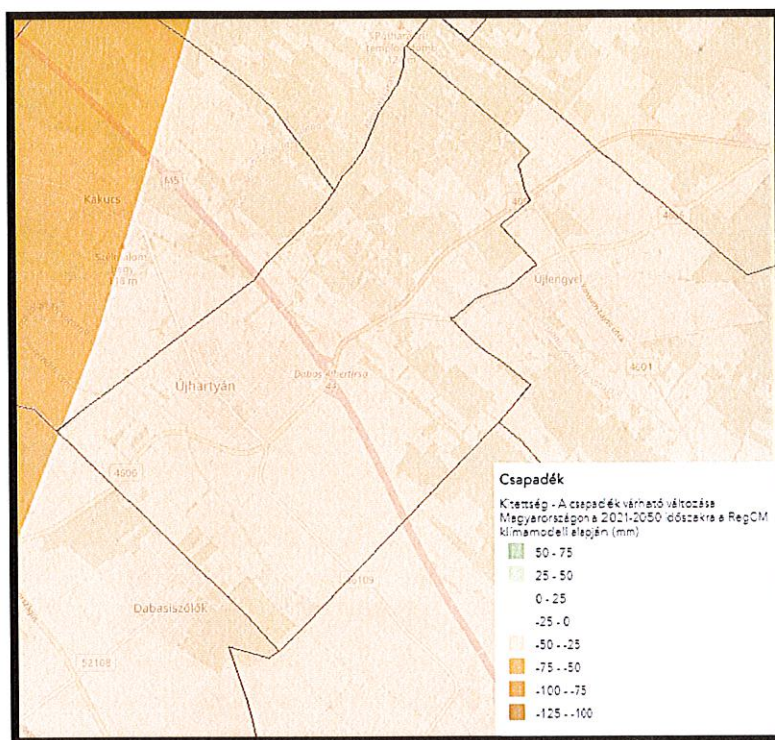 M5
Kakucs
Újlengyel
4601
Újhartyán
4606
Dabasiszőlők
52108
Csapadék
Kitettség - A csapadék várható változása
Magyarországon a 2021-2050 időszakra a RegCM
klímamodell alapján (mm)
50 - 75
25 - 50
0 - 25
-25 - 0
-50 - -25
-75 - -50
-100 - -75
-125 - -100